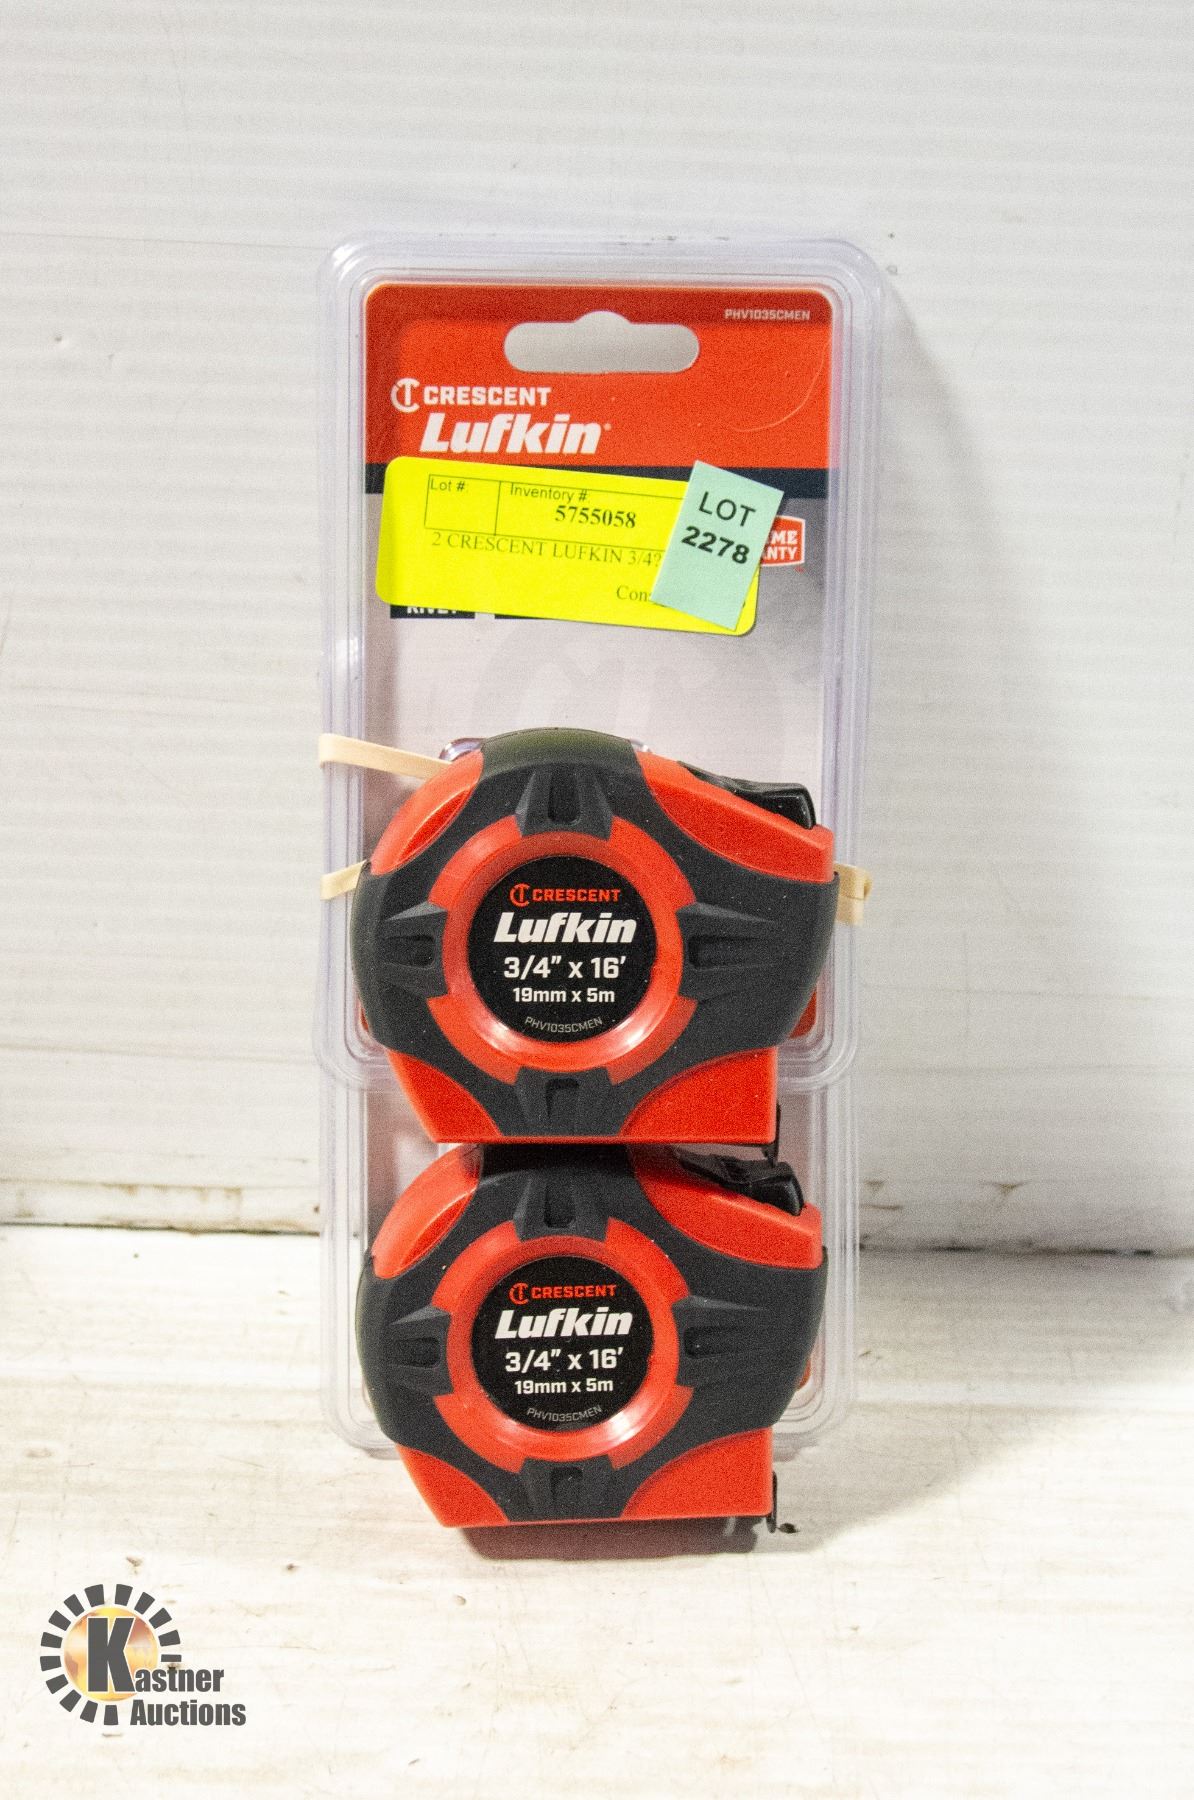 PHV1035CMEN
CRESCENT
Lufkin
Lot #:
Inventory #:
5755058
2 CRESCENT LUFKIN 3/4?
LOT
2278
CRESCENT
Lufkin
3/4" x 16'
19mm x 5m
PHV1035CMEN
CRESCENT
Lufkin
3/4" x 16'
19mm x 5m
PHV1035CMEN
Kastner
Auctions